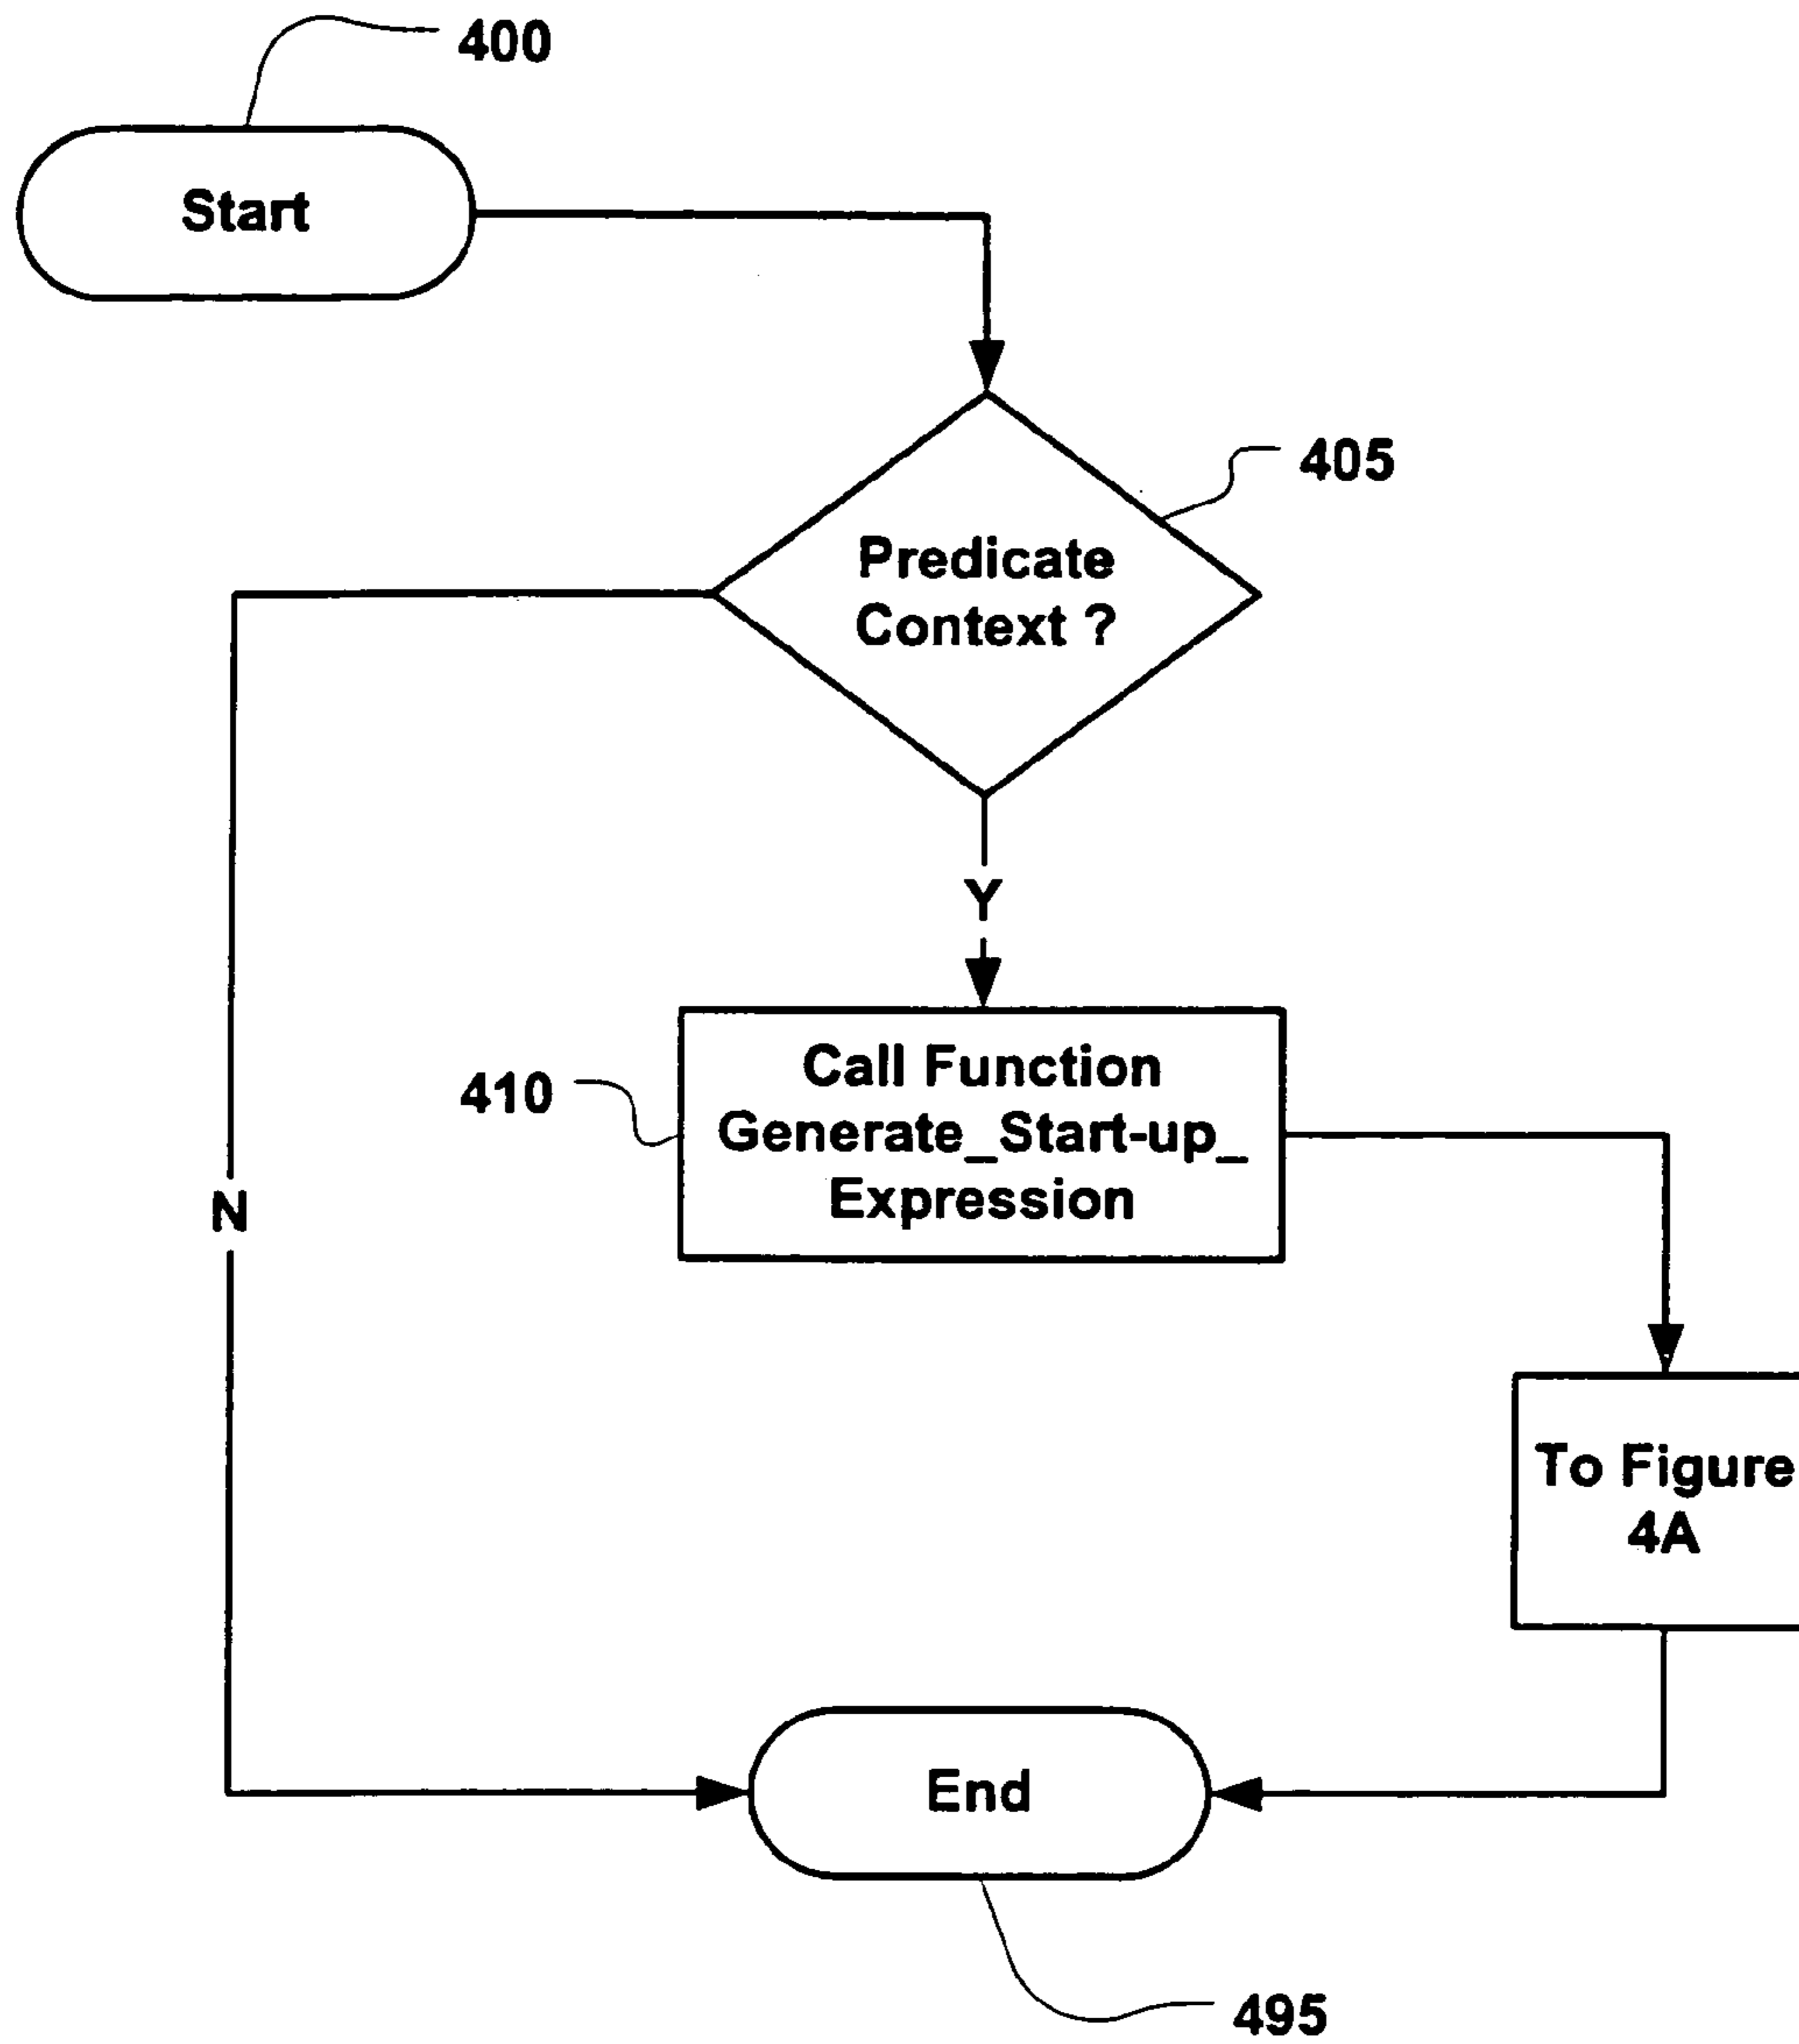 400
Start
405
Predicate
Context ?
Y
Call Function
Generate_Start-up_
Expression
410
N
To Figure
4A
End
495